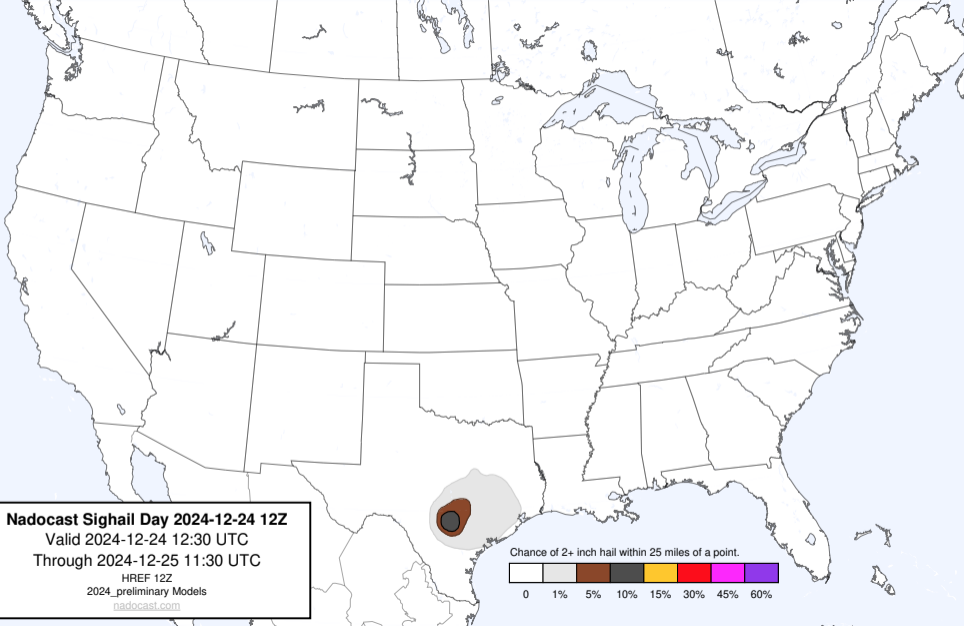 Nadocast Sighail Day 2024-12-24 12Z
Valid 2024-12-24 12:30 UTC
Through 2024-12-25 11:30 UTC
HREF 12Z
2024_preliminary Models
nadocast.com
Chance of 2+ inch hail within 25 miles of a point.
0 1% 5% 10% 15% 30% 45% 60%